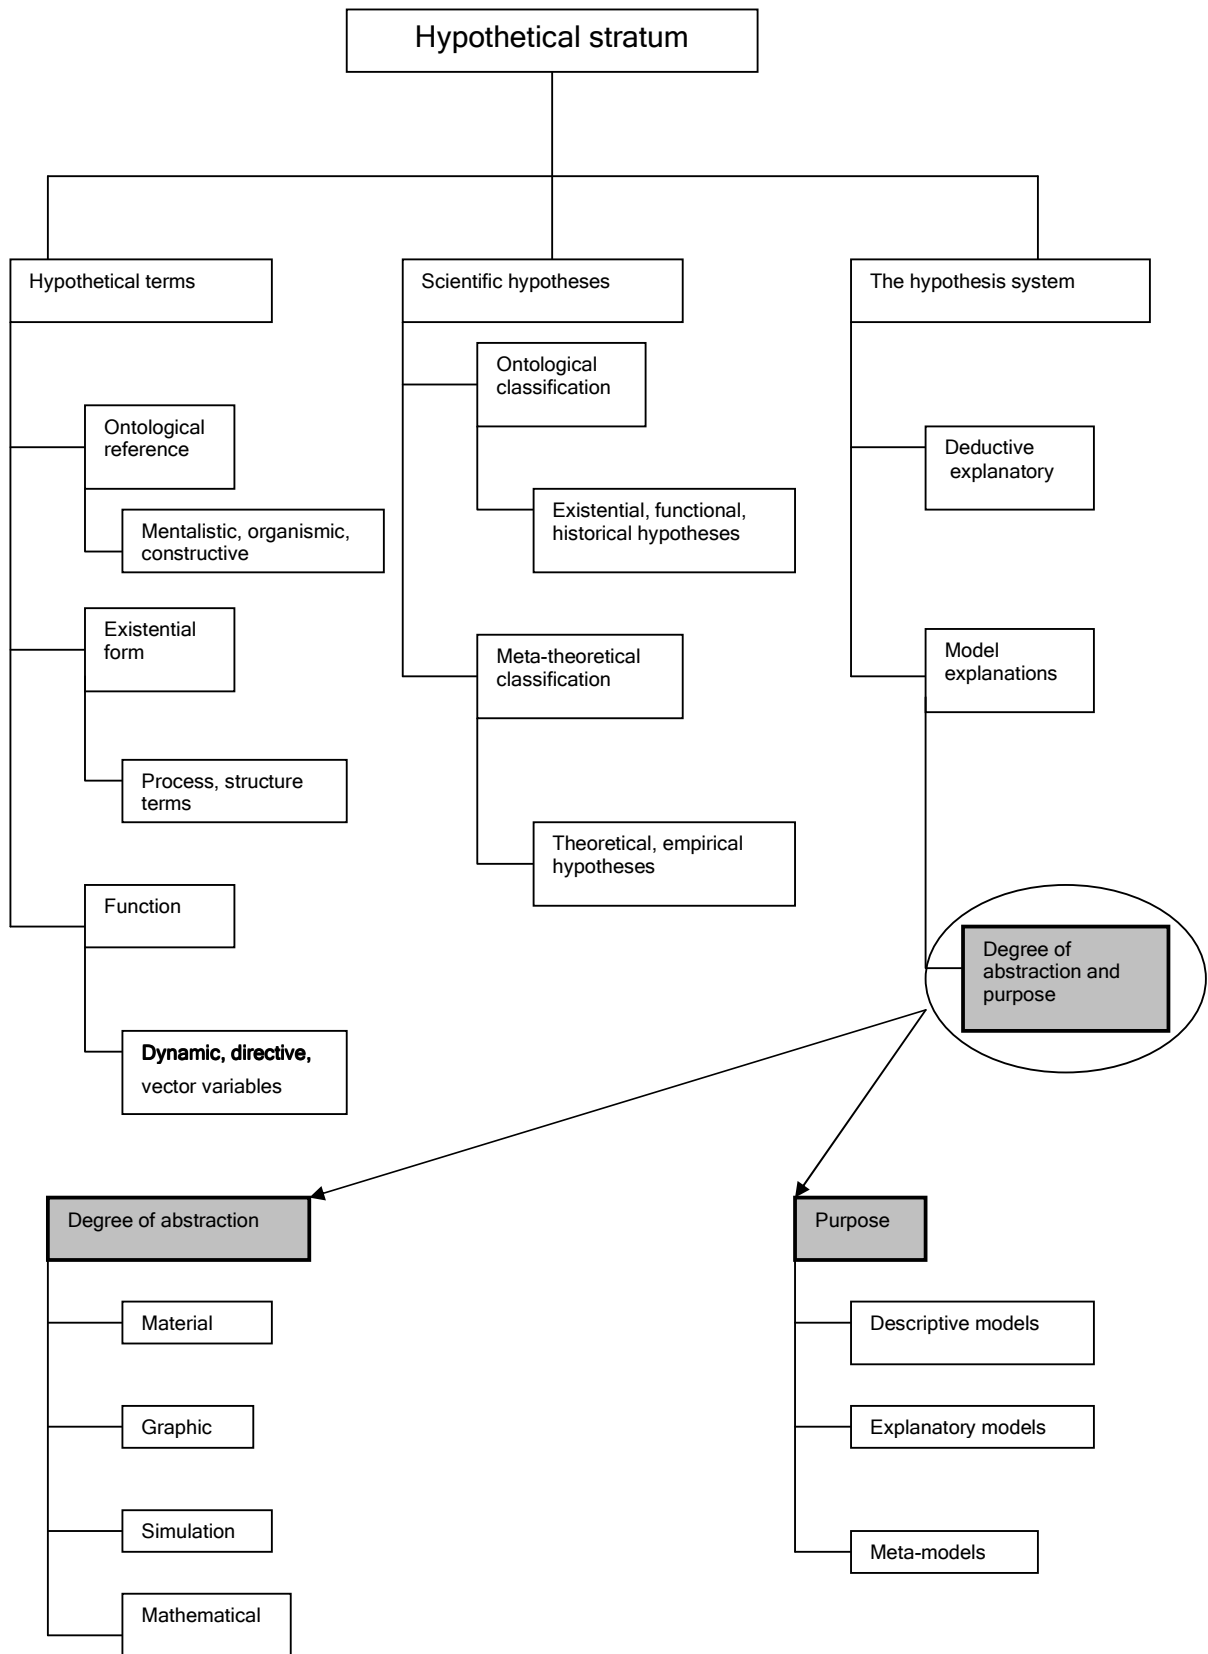 Hypothetical stratum
Hypothetical terms
Ontological
reference
Mentalistic, organismic,
constructive
Existential
form
Process, structure
terms
Function
Dynamic, directive,
vector variables
Scientific hypotheses
Ontological
classification
Existential, functional,
historical hypotheses
Meta-theoretical
classification
Theoretical, empirical
hypotheses
The hypothesis system
Deductive
explanatory
Model
explanations
Degree of
abstraction and
purpose
Degree of abstraction
Material
Graphic
Simulation
Mathematical
Purpose
Descriptive models
Explanatory models
Meta-models